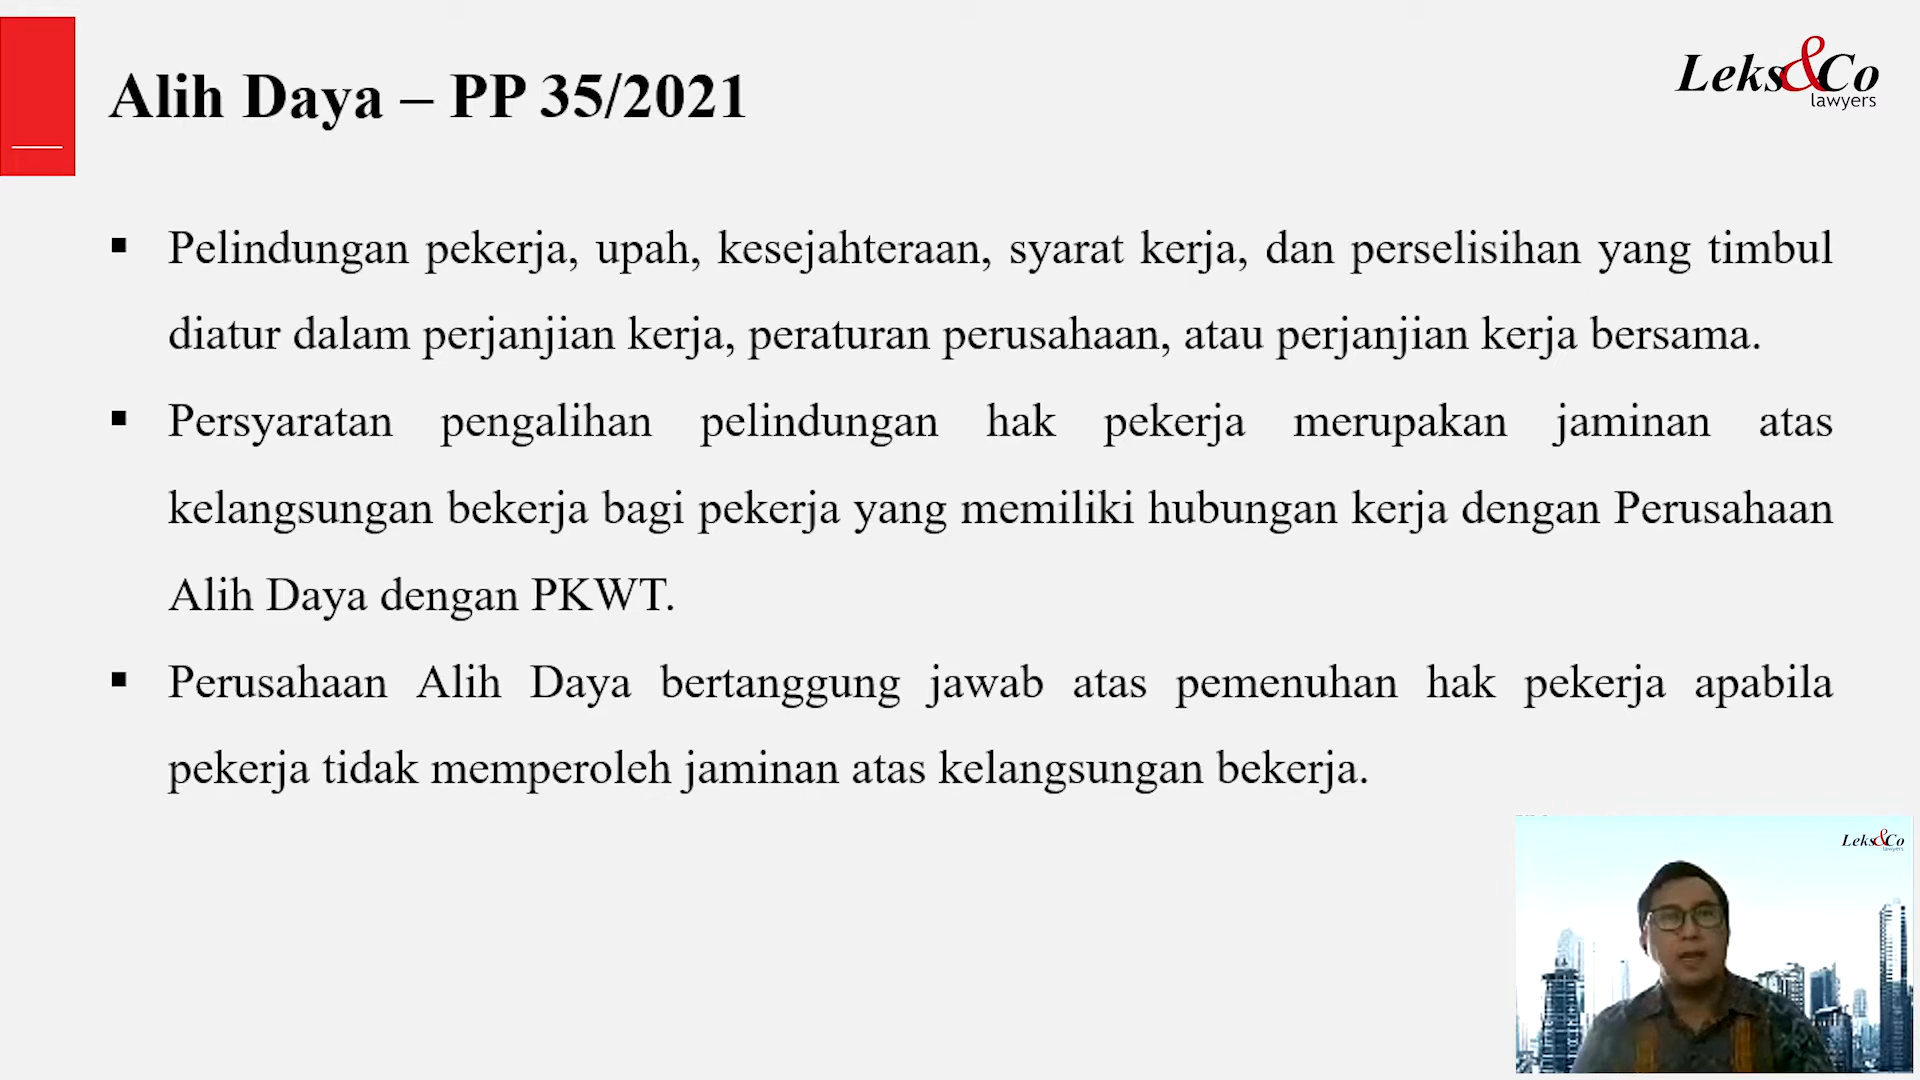 Alih Daya – PP 35/2021
Leks&Co
lawyers
▪ Pelindungan pekerja, upah, kesejahteraan, syarat kerja, dan perselisihan yang timbul
diatur dalam perjanjian kerja, peraturan perusahaan, atau perjanjian kerja bersama.
▪ Persyaratan pengalihan pelindungan hak pekerja merupakan jaminan atas
kelangsungan bekerja bagi pekerja yang memiliki hubungan kerja dengan Perusahaan
Alih Daya dengan PKWT.
▪ Perusahaan Alih Daya bertanggung jawab atas pemenuhan hak pekerja apabila
pekerja tidak memperoleh jaminan atas kelangsungan bekerja.
Leks&Co
lawyers